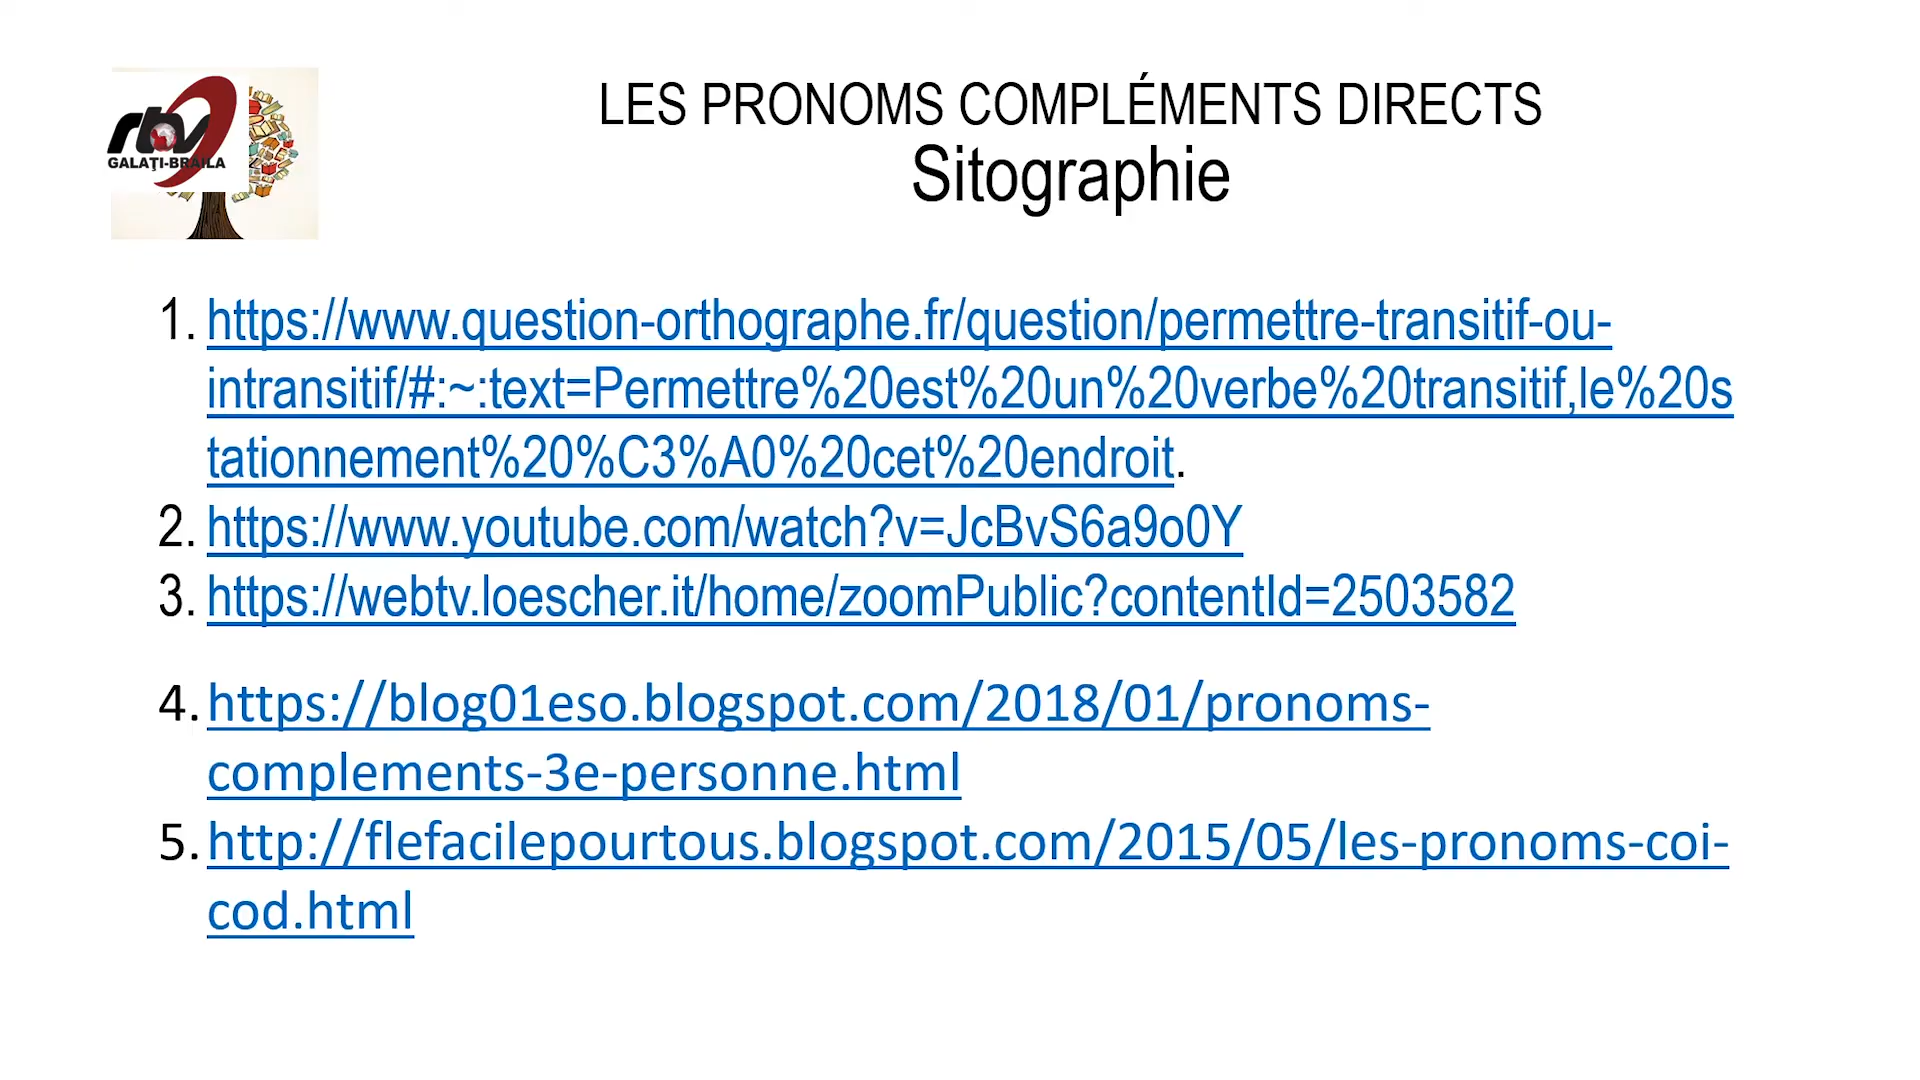 rtv
GALAȚI-BRĂILA
LES PRONOMS COMPLÉMENTS DIRECTS
Sitographie
1. https://www.question-orthographe.fr/question/permettre-transitif-ou-
intransitif/#:~:text=Permettre%20est%20un%20verbe%20transitif,le%20s
tationnement%20%C3%A0%20cet%20endroit.
2. https://www.youtube.com/watch?v=JcBvS6a9o0Y
3. https://webtv.loescher.it/home/zoomPublic?contentId=2503582
4. https://blog01eso.blogspot.com/2018/01/pronoms-
complements-3e-personne.html
5. http://flefacilepourtous.blogspot.com/2015/05/les-pronoms-coi-
cod.html